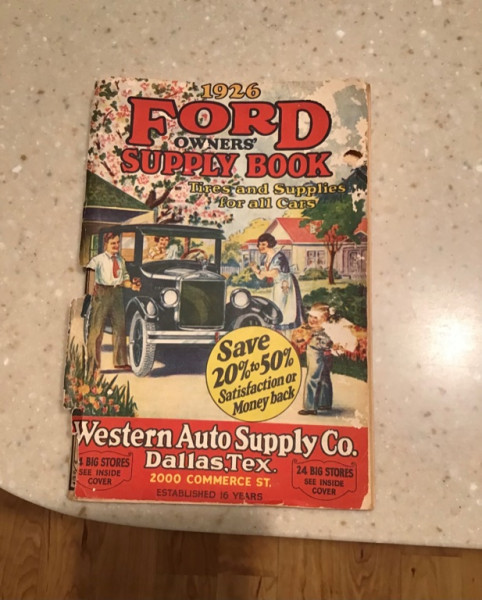 1926
FORD
OWNERS'
SUPPLY BOOK
Tires and Supplies
for all Cars
Save
20% to 50%
Satisfaction or
Money back
Western Auto Supply Co.
Dallas, Tex.
2000 COMMERCE ST.
ESTABLISHED 16 YEARS
BIG STORES
SEE INSIDE
COVER
24 BIG STORES
SEE INSIDE
COVER